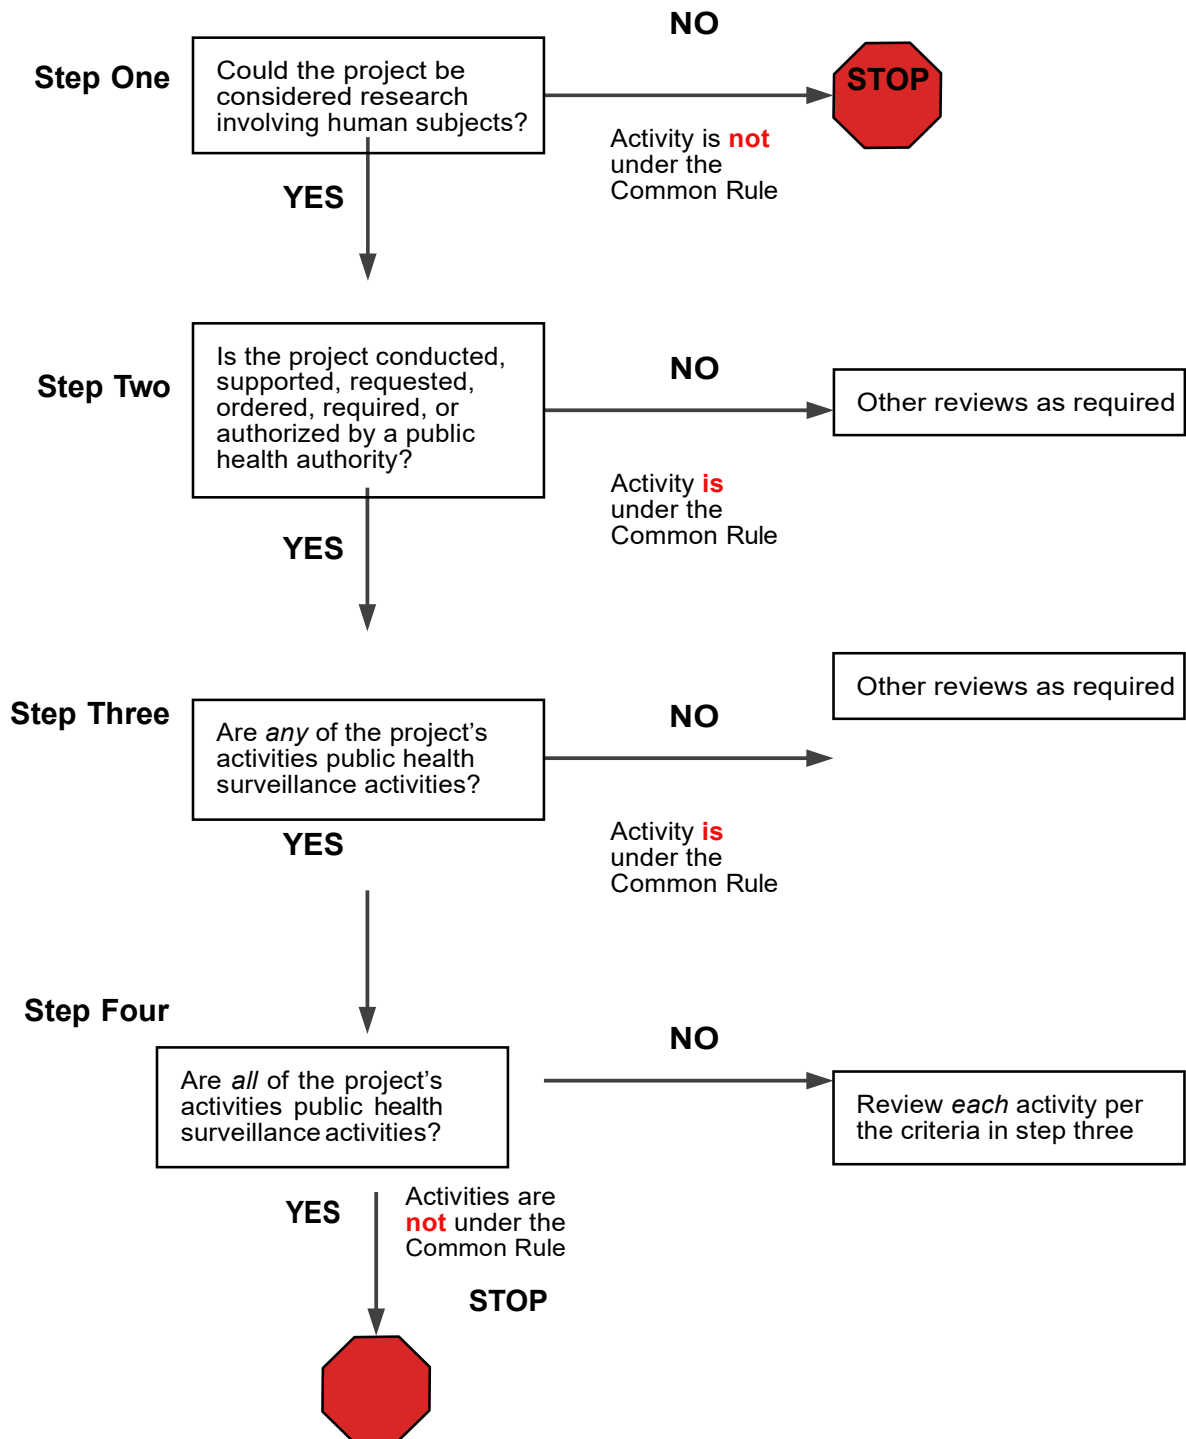 NO
Step One
Could the project be
considered research
involving human subjects?
STOP
Activity is not
under the
Common Rule
YES
Step Two
Is the project conducted,
supported, requested,
ordered, required, or
authorized by a public
health authority?
NO
Other reviews as required
Activity is
under the
Common Rule
YES
Step Three
Are any of the project's
activities public health
surveillance activities?
NO
Other reviews as required
Activity is
under the
Common Rule
YES
Step Four
Are all of the project's
activities public health
surveillance activities?
NO
Review each activity per
the criteria in step three
YES
Activities are
not under the
Common Rule
STOP